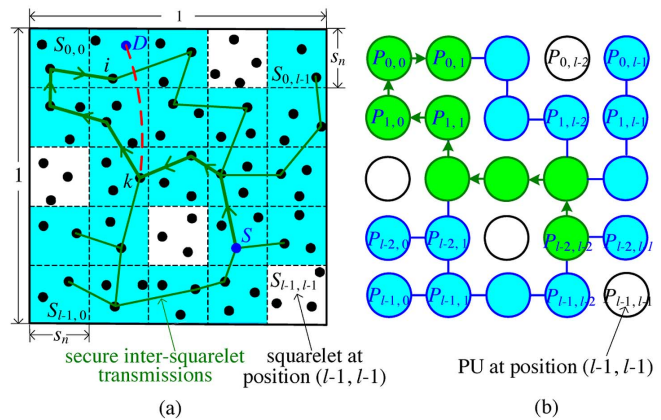 1
S0, 0
D
i
sn
S0, l-1
1
k
S
Sl-1, 0
Sl-1, l-1
sn
secure inter-squarelet
transmissions
squarelet at
position (l-1, l-1)
(a)
P0, 0
P0, 1
P0, l-2
P0, l-1
P1, 0
P1, 1
P1, l-2
P1, l-1
Pl-2, 0
Pl-2, 1
Pl-2, l-2
Pl-2, l-1
Pl-1, 0
Pl-1, 1
Pl-1, l-2
Pl-1, l-1
PU at position (l-1, l-1)
(b)